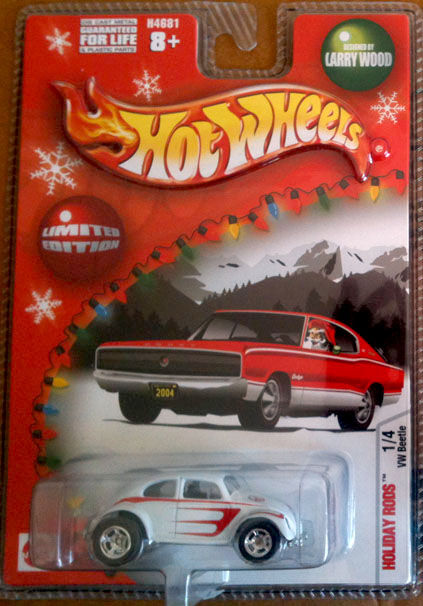 DIE CAST METAL
GUARANTEED
FOR LIFE
& PLASTIC PARTS
H4681
8+
DESIGNED BY
LARRY WOOD
HOT WHEELS
LIMITED
EDITION
Dodge
2004
HOLIDAY RODS™ 1/4
VW Beetle